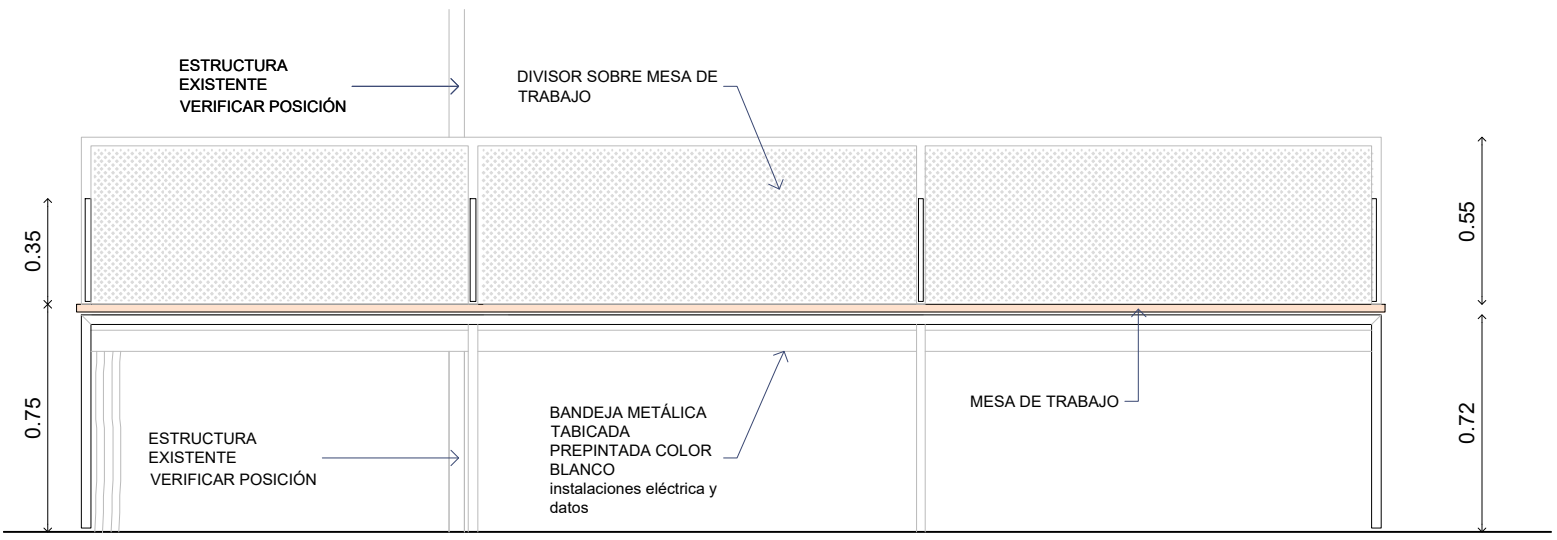 ESTRUCTURA
EXISTENTE
VERIFICAR POSICIÓN
DIVISOR SOBRE MESA DE
TRABAJO
0.35
0.55
0.75
0.72
ESTRUCTURA
EXISTENTE
VERIFICAR POSICIÓN
BANDEJA METÁLICA
TABICADA
PREPINTADA COLOR
BLANCO
instalaciones eléctrica y
datos
MESA DE TRABAJO